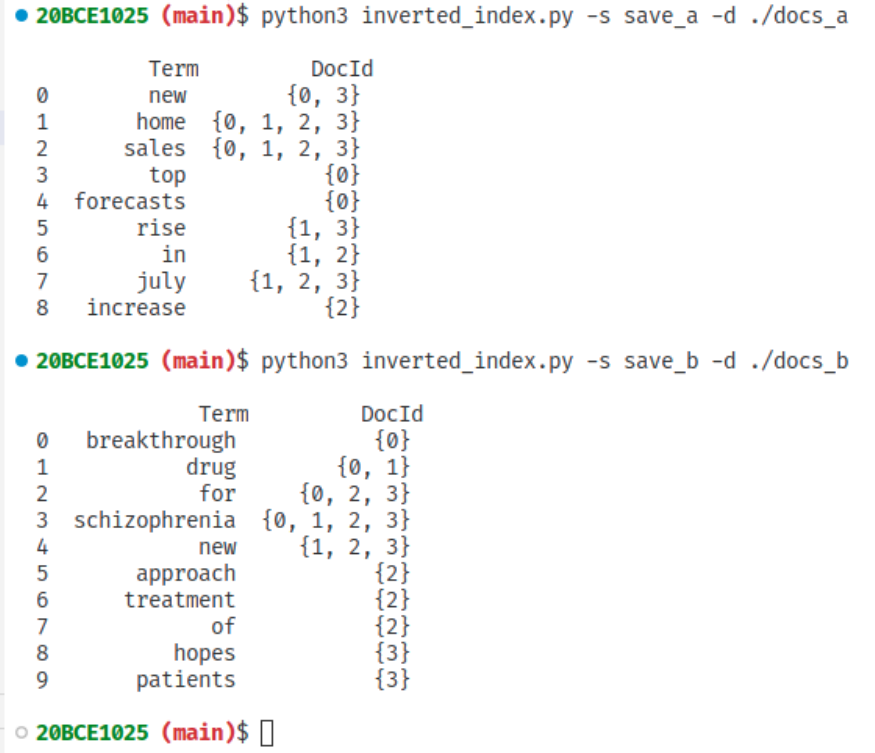 20BCE1025 (main)$ python3 inverted_index.py -s save_a -d ./docs_a
Term DocId
0 new {0, 3}
1 home {0, 1, 2, 3}
2 sales {0, 1, 2, 3}
3 top {0}
4 forecasts {0}
5 rise {1, 3}
6 in {1, 2}
7 july {1, 2, 3}
8 increase {2}
20BCE1025 (main)$ python3 inverted_index.py -s save_b -d ./docs_b
Term DocId
0 breakthrough {0}
1 drug {0, 1}
2 for {0, 2, 3}
3 schizophrenia {0, 1, 2, 3}
4 new {1, 2, 3}
5 approach {2}
6 treatment {2}
7 of {2}
8 hopes {3}
9 patients {3}
20BCE1025 (main)$